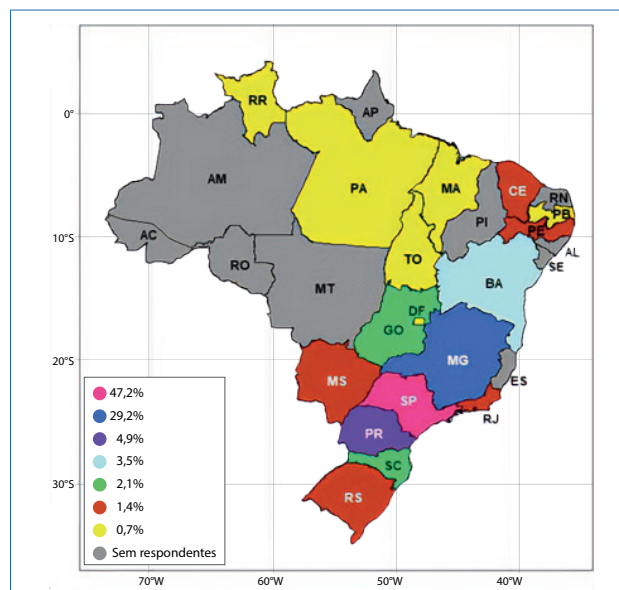 RR
AP
0°
AM
PA
MA
CE
RN
PB
PI
PE
AC
10°S
AL
TO
SE
RO
BA
MT
DF
GO
MG
20°S
MS
ES
SP
RJ
PR
SC
30°S
RS
47,2%
29,2%
4,9%
3,5%
2,1%
1,4%
0,7%
Sem respondentes
70°W
60°W
50°W
40°W